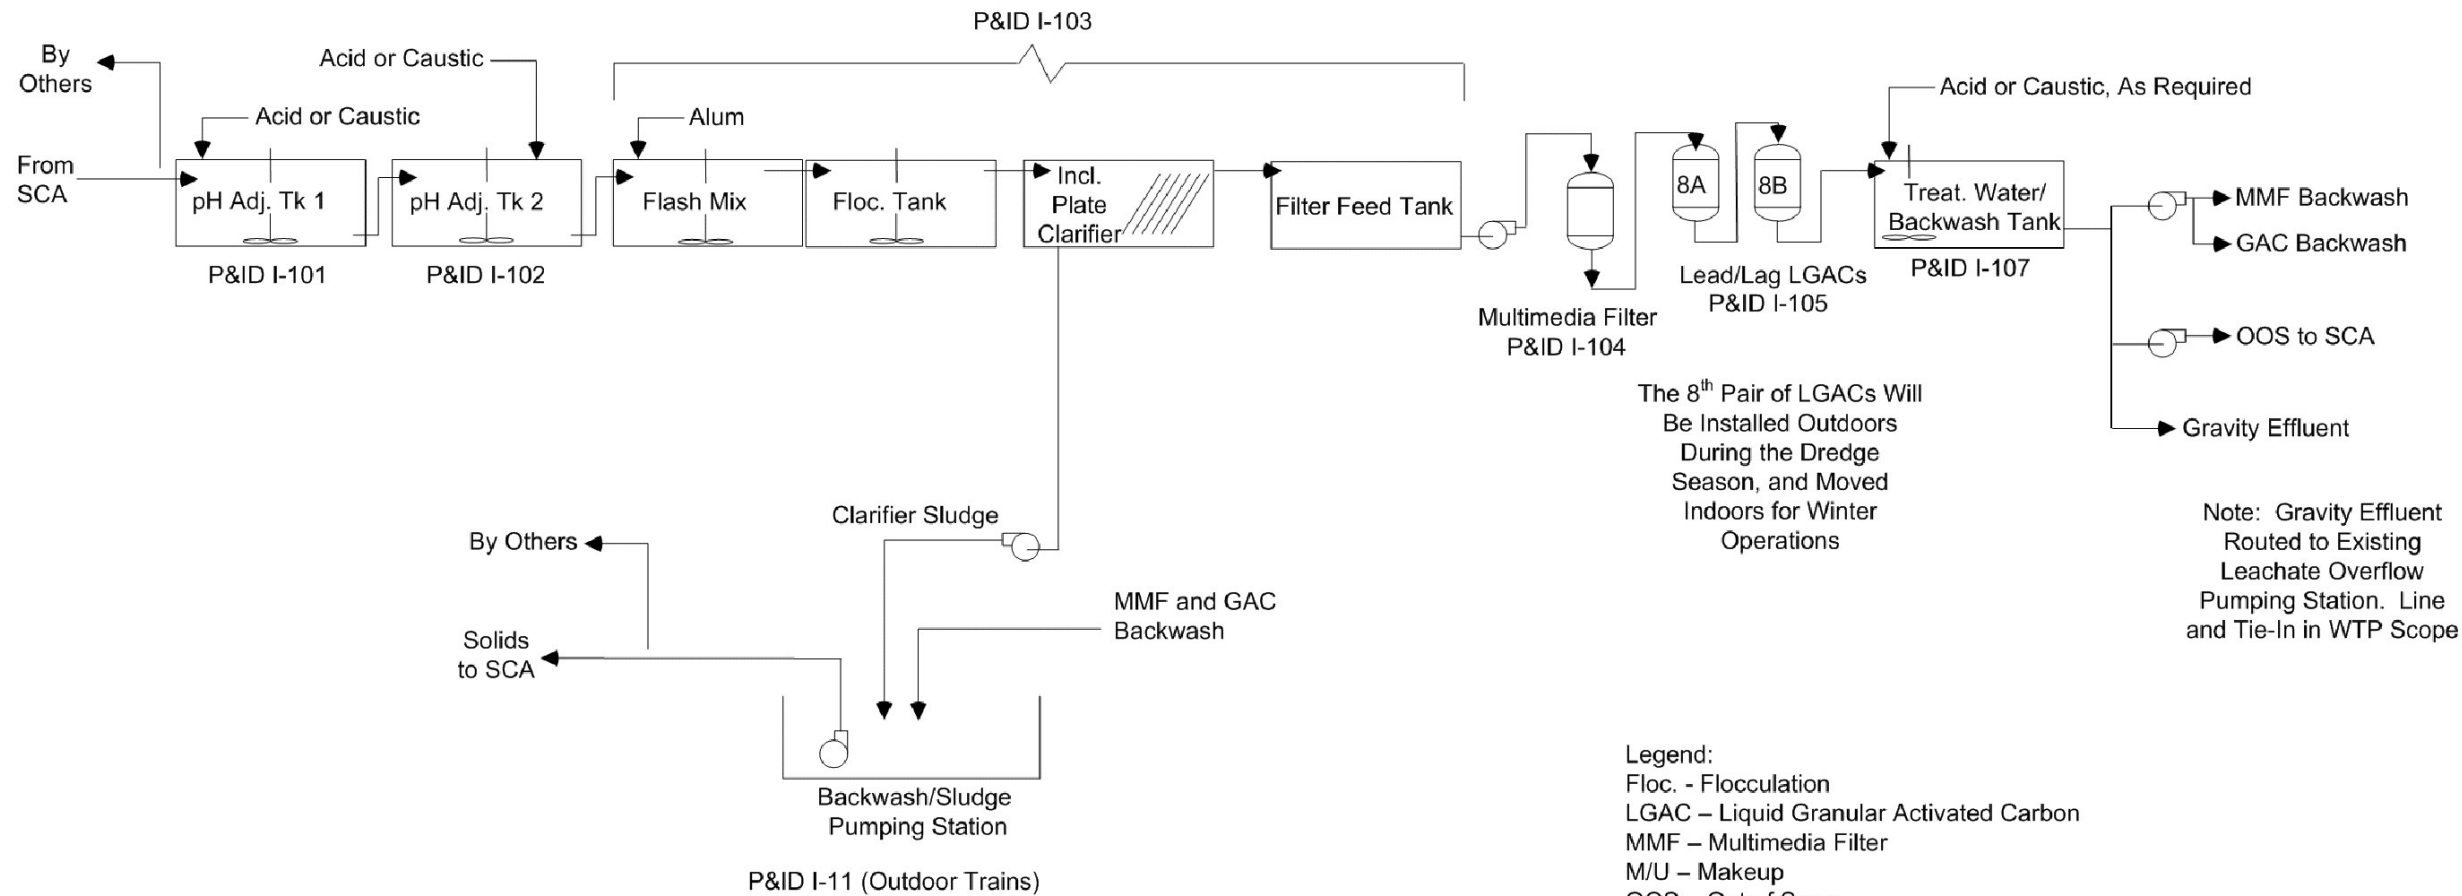 P&ID I-103
By
Others
Acid or Caustic
Acid or Caustic
Alum
Acid or Caustic, As Required
From
SCA
pH Adj. Tk 1
pH Adj. Tk 2
Flash Mix
Floc. Tank
Incl.
Plate
Clarifier
Filter Feed Tank
8A
8B
Treat. Water/
Backwash Tank
MMF Backwash
GAC Backwash
P&ID I-101
P&ID I-102
P&ID I-107
Lead/Lag LGACs
P&ID I-105
Multimedia Filter
P&ID I-104
OOS to SCA
Gravity Effluent
The 8th Pair of LGACs Will
Be Installed Outdoors
During the Dredge
Season, and Moved
Indoors for Winter
Operations
Note: Gravity Effluent
Routed to Existing
Leachate Overflow
Pumping Station. Line
and Tie-In in WTP Scope
Clarifier Sludge
By Others
MMF and GAC
Backwash
Solids
to SCA
Backwash/Sludge
Pumping Station
P&ID I-11 (Outdoor Trains)
Legend:
Floc. - Flocculation
LGAC – Liquid Granular Activated Carbon
MMF – Multimedia Filter
M/U – Makeup